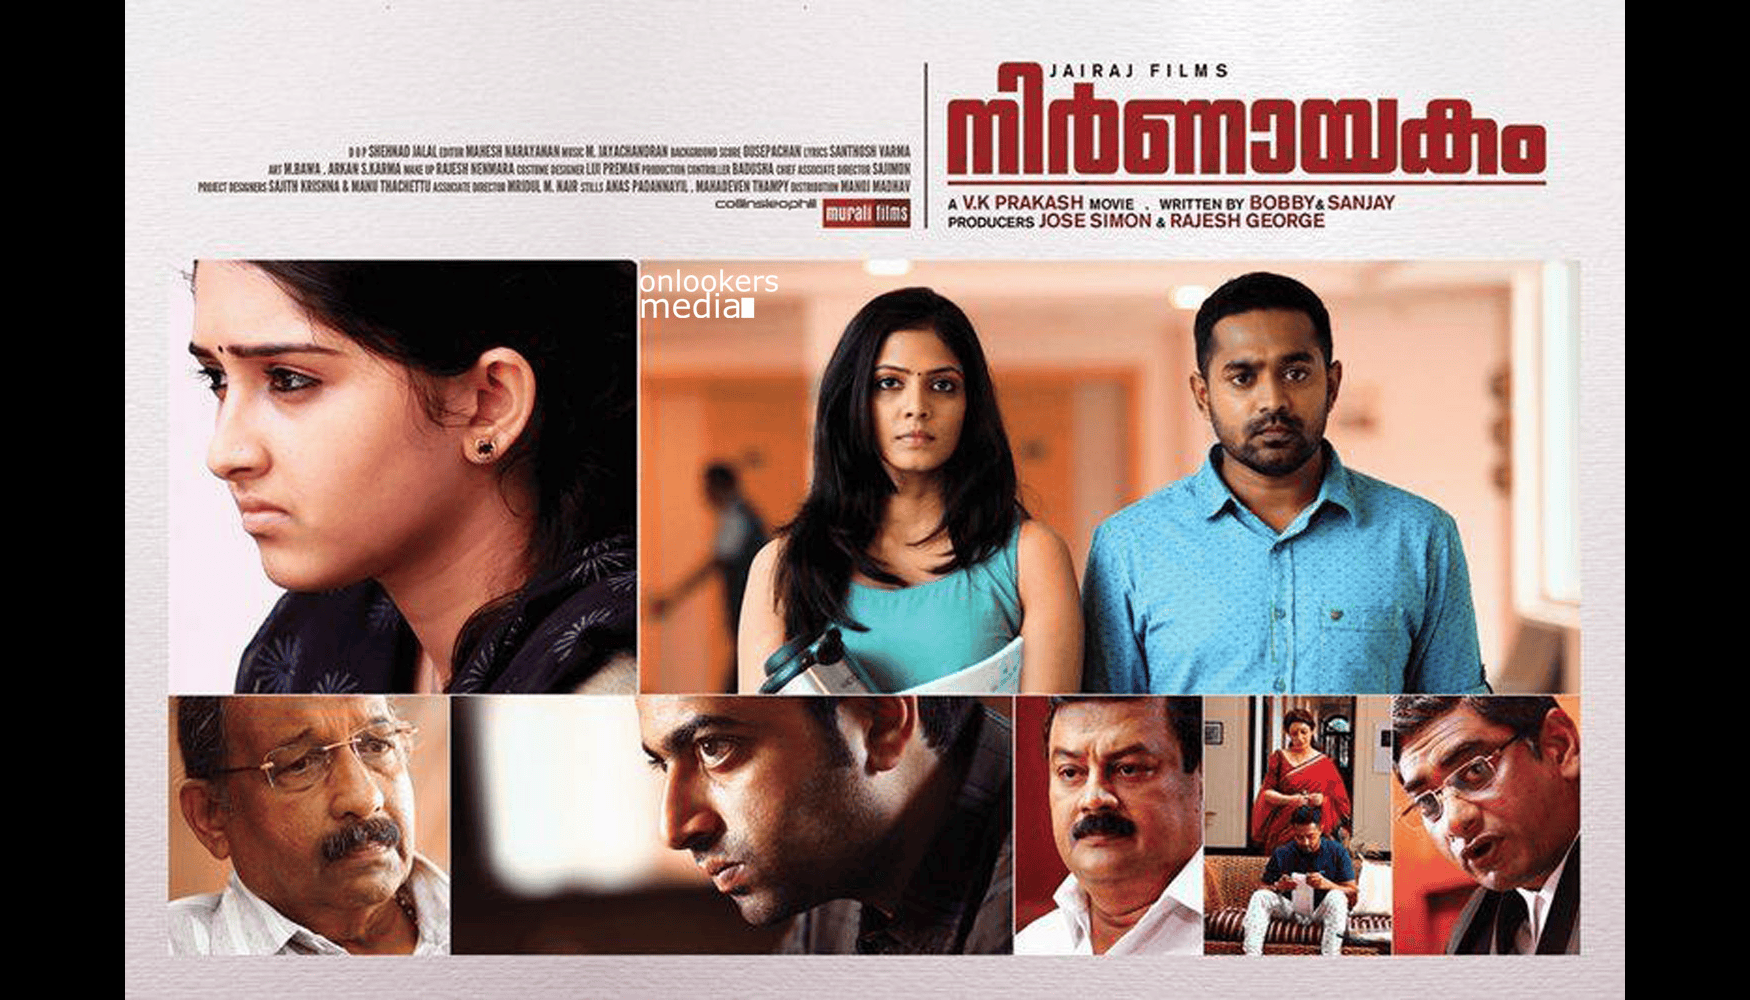 JAIRAJ FILMS
നിർണായകം
A V.K PRAKASH MOVIE . WRITTEN BY BOBBY & SANJAY
PRODUCERS JOSE SIMON & RAJESH GEORGE
D O P SHEHNAD JALAL EDITOR MAHESH NARAYANAN MUSIC M. JAYACHANDRAN BACKGROUND SCORE OUSEPACHAN LYRICS SANTHOSH VARMA
ART M.BAWA , ARKAN S.KARMA MAKE UP RAJESH NENMARA COSTUME DESIGNER LIJI PREMAN PRODUCTION CONTROLLER BADUSHA CHIEF ASSOCIATE DIRECTOR SAJIMON
PROJECT DESIGNERS SAJITH KRISHNA & MANU THACHETTU ASSOCIATE DIRECTOR MRIDUL M. NAIR STILLS ANAS PADANNAYIL , MAHADEVEN THAMPY DISTRIBUTION MANOJ MADHAV
collinsleophil murali films
onlookers
media